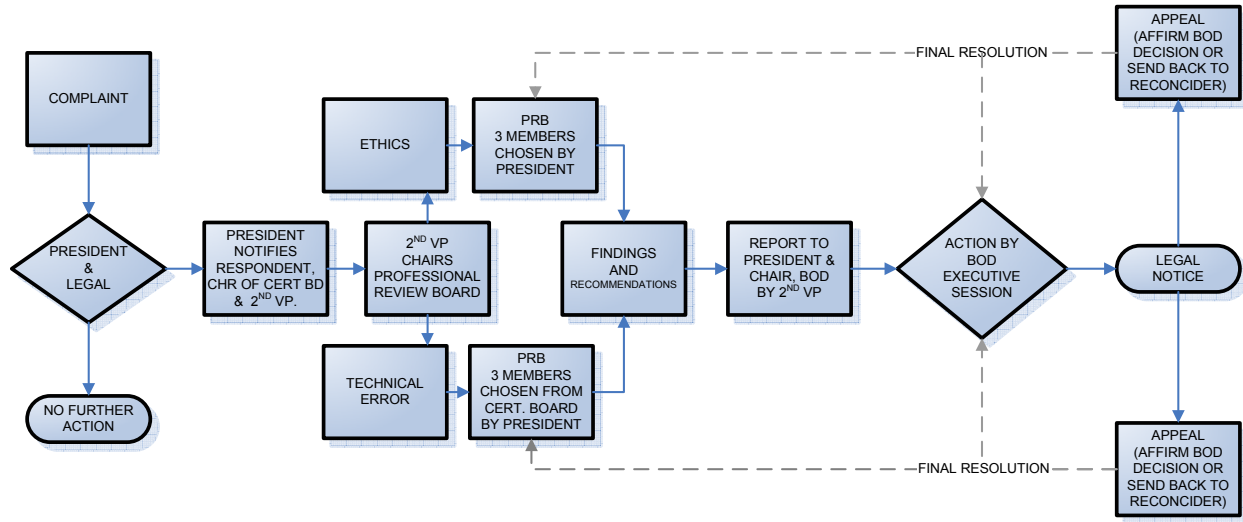 COMPLAINT
PRESIDENT
&
LEGAL
NO FURTHER
ACTION
PRESIDENT
NOTIFIES
RESPONDENT,
CHR OF CERT BD
& 2ND VP.
2ND VP
CHAIRS
PROFESSIONAL
REVIEW BOARD
ETHICS
TECHNICAL
ERROR
PRB
3 MEMBERS
CHOSEN BY
PRESIDENT
PRB
3 MEMBERS
CHOSEN FROM
CERT. BOARD
BY PRESIDENT
FINDINGS
AND
RECOMMENDATIONS
REPORT TO
PRESIDENT &
CHAIR, BOD
BY 2ND VP
ACTION BY
BOD
EXECUTIVE
SESSION
LEGAL
NOTICE
APPEAL
(AFFIRM BOD
DECISION OR
SEND BACK TO
RECONCIDER)
FINAL RESOLUTION
APPEAL
(AFFIRM BOD
DECISION OR
SEND BACK TO
RECONCIDER)
FINAL RESOLUTION